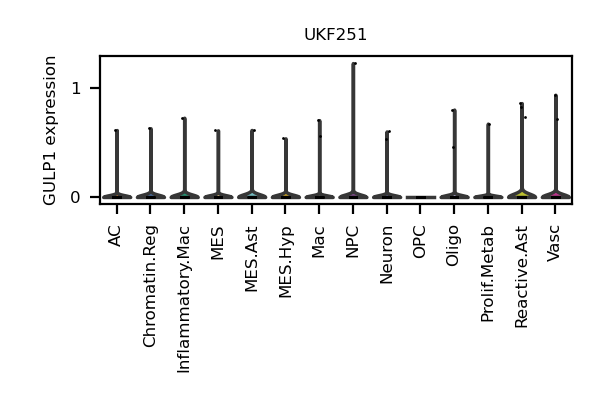 UKF251
GULP1 expression
1
0
AC
Chromatin.Reg
Inflammatory.Mac
MES
MES.Ast
MES.Hyp
Mac
NPC
Neuron
OPC
Oligo
Prolif.Metab
Reactive.Ast
Vasc